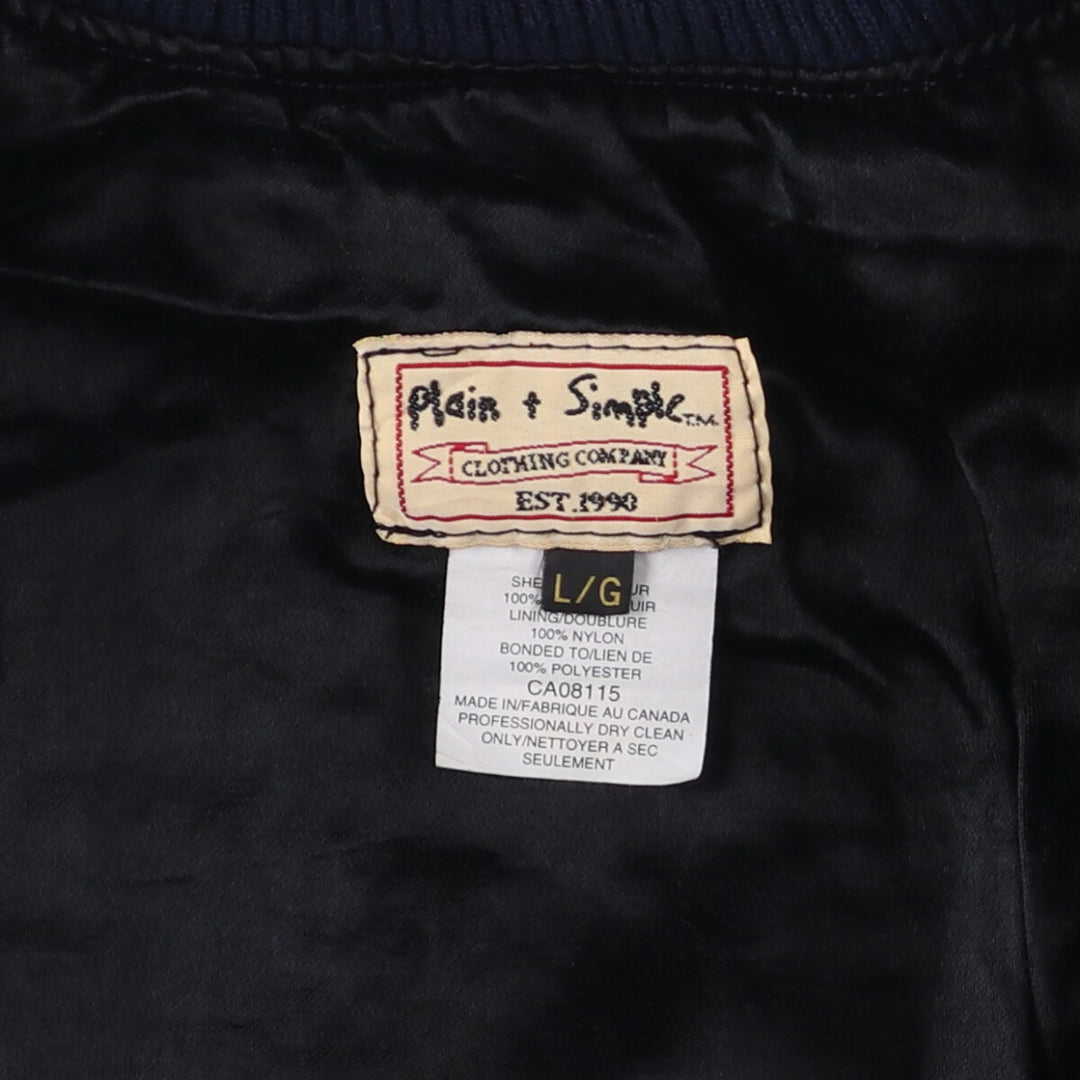 Plain + Simple T.M.
CLOTHING COMPANY
EST. 1990
L/G
LINING/DOUBLURE
100% NYLON
BONDED TO/LIEN DE
100% POLYESTER
CA08115
MADE IN/FABRIQUE AU CANADA
PROFESSIONALLY DRY CLEAN
ONLY/NETTOYER A SEC
SEULEMENT